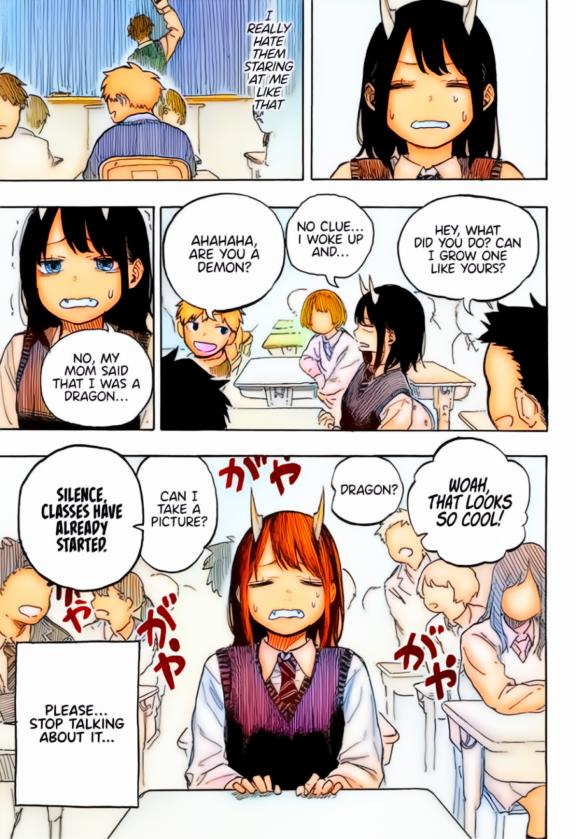 I
REALLY
HATE
THEM
STARING
AT ME
LIKE
THAT
HEY, WHAT
DID YOU DO? CAN
I GROW ONE
LIKE YOURS?
NO CLUE...
I WOKE UP
AND...
AHAHAHA,
ARE YOU A
DEMON?
NO, MY
MOM SAID
THAT I WAS A
DRAGON...
WOAH,
THAT LOOKS
SO COOL!
DRAGON?
がや
CAN I
TAKE A
PICTURE?
SILENCE,
CLASSES HAVE
ALREADY
STARTED.
がや
がや
がや
PLEASE...
STOP TALKING
ABOUT IT...